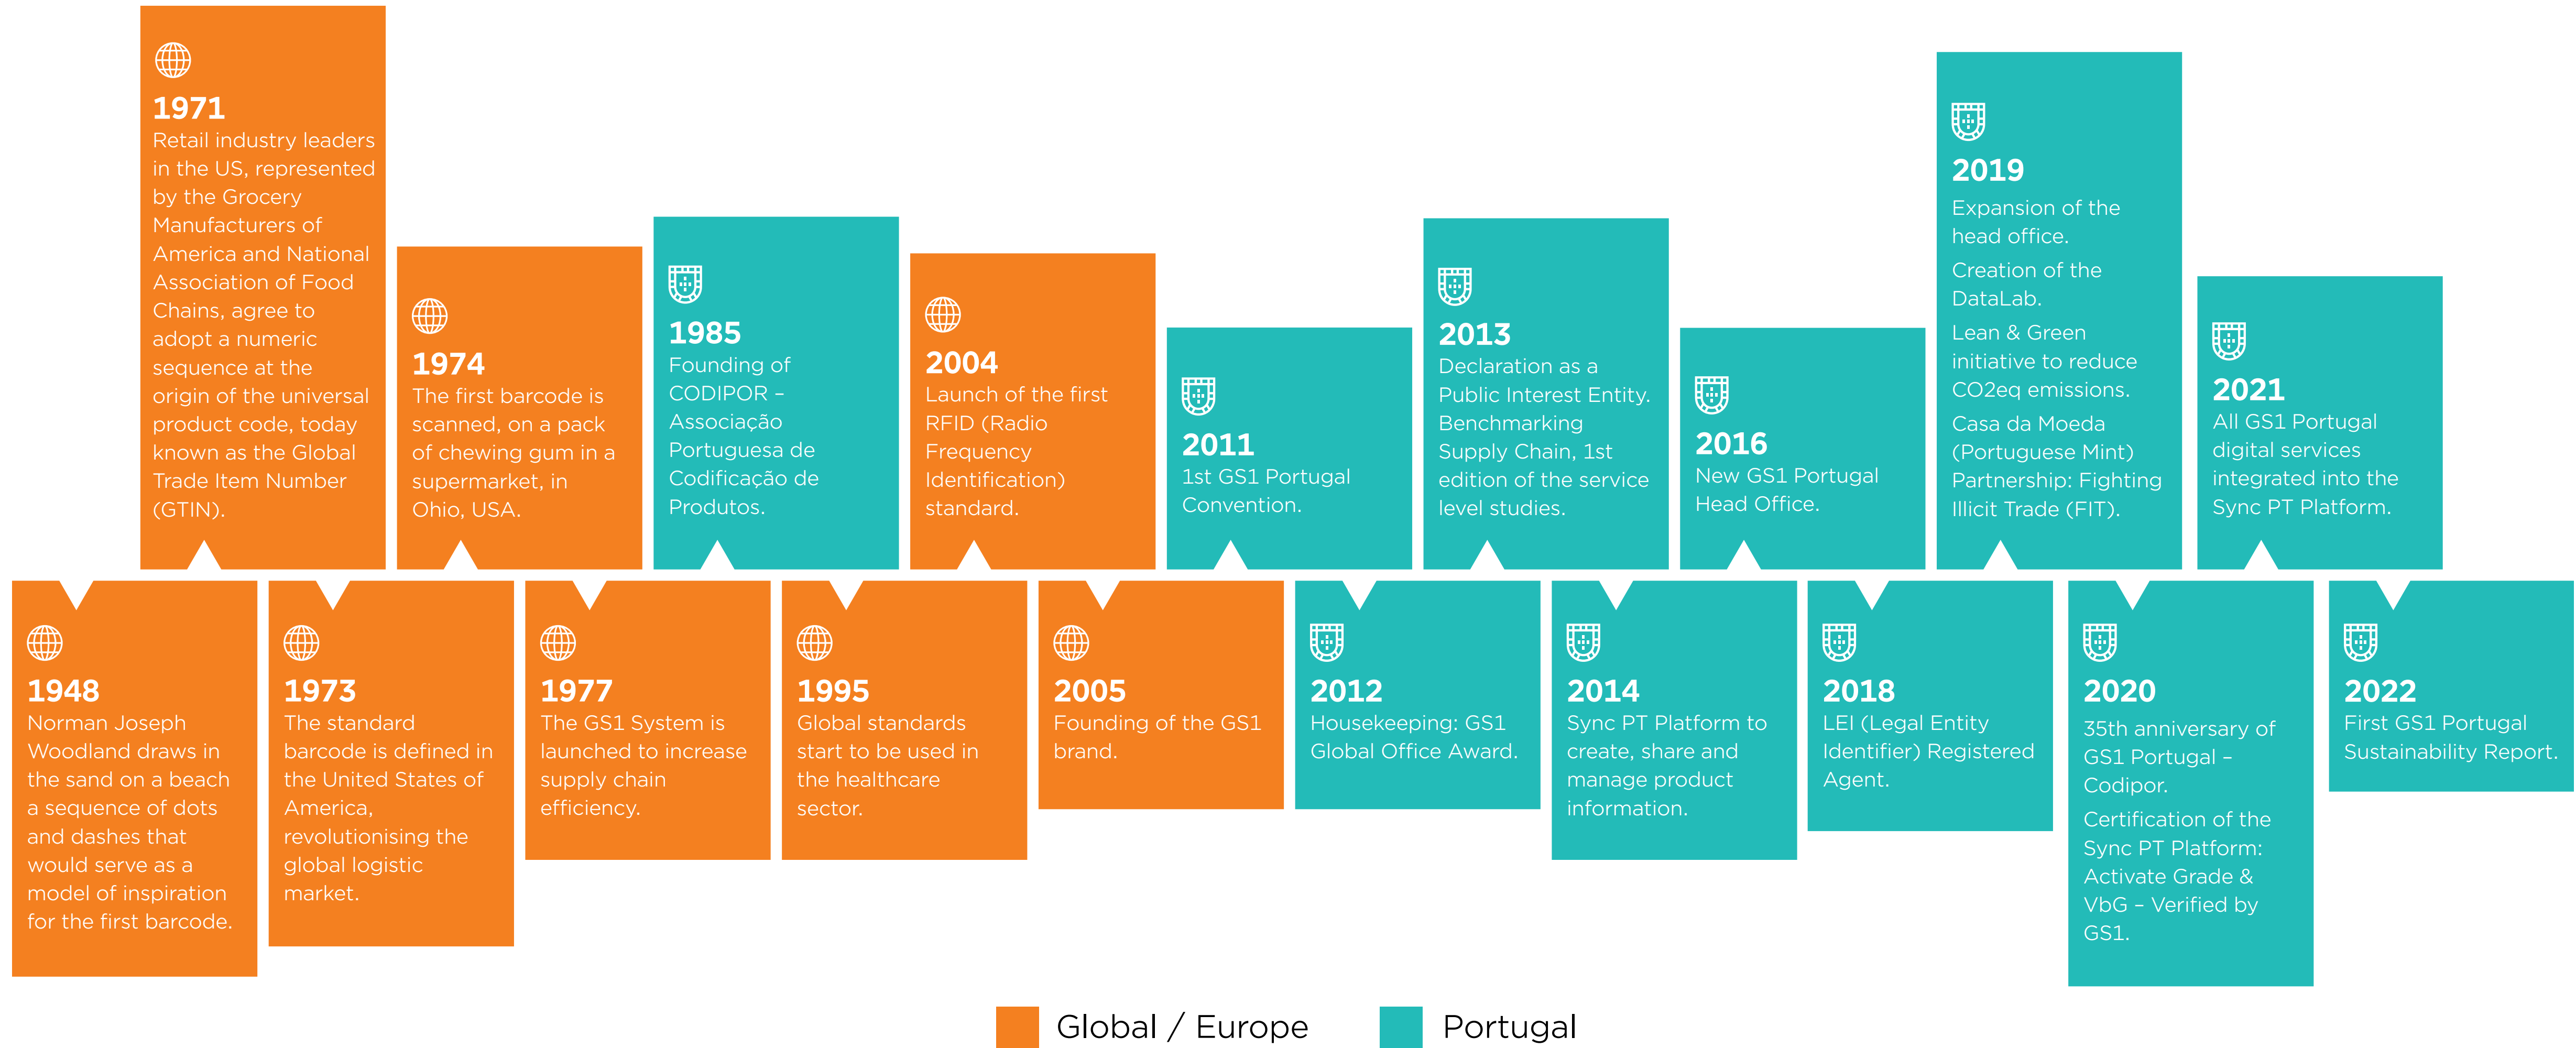 1948
Norman Joseph
Woodland draws in
the sand on a beach
a sequence of dots
and dashes that
would serve as a
model of inspiration
for the first barcode.
1971
Retail industry leaders
in the US, represented
by the Grocery
Manufacturers of
America and National
Association of Food
Chains, agree to
adopt a numeric
sequence at the
origin of the universal
product code, today
known as the Global
Trade Item Number
(GTIN).
1973
The standard
barcode is defined in
the United States of
America,
revolutionising the
global logistic
market.
1974
The first barcode is
scanned, on a pack
of chewing gum in a
supermarket, in
Ohio, USA.
1977
The GS1 System is
launched to increase
supply chain
efficiency.
1985
Founding of
CODIPOR –
Associação
Portuguesa de
Codificação de
Produtos.
1995
Global standards
start to be used in
the healthcare
sector.
2004
Launch of the first
RFID (Radio
Frequency
Identification)
standard.
2005
Founding of the GS1
brand.
2011
1st GS1 Portugal
Convention.
2012
Housekeeping: GS1
Global Office Award.
2013
Declaration as a
Public Interest Entity.
Benchmarking
Supply Chain, 1st
edition of the service
level studies.
2014
Sync PT Platform to
create, share and
manage product
information.
2016
New GS1 Portugal
Head Office.
2018
LEI (Legal Entity
Identifier) Registered
Agent.
2019
Expansion of the
head office.
Creation of the
DataLab.
Lean & Green
initiative to reduce
CO2eq emissions.
Casa da Moeda
(Portuguese Mint)
Partnership: Fighting
Illicit Trade (FIT).
2020
35th anniversary of
GS1 Portugal –
Codipor.
Certification of the
Sync PT Platform:
Activate Grade &
VbG – Verified by
GS1.
2021
All GS1 Portugal
digital services
integrated into the
Sync PT Platform.
2022
First GS1 Portugal
Sustainability Report.
Global / Europe
Portugal